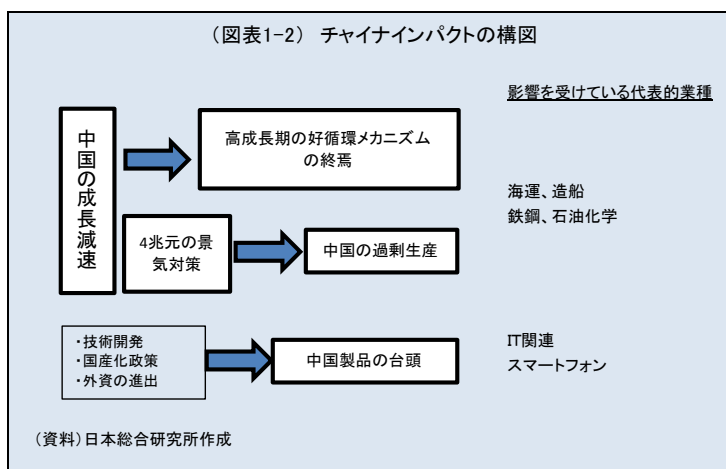 （図表1-2） チャイナインパクトの構図
影響を受けている代表的業種
中国の成長減速
高成長期の好循環メカニズム
の終焉
海運、造船
鉄鋼、石油化学
4兆元の景
気対策
中国の過剰生産
・技術開発
・国産化政策
・外資の進出
中国製品の台頭
IT関連
スマートフォン
（資料）日本総合研究所作成